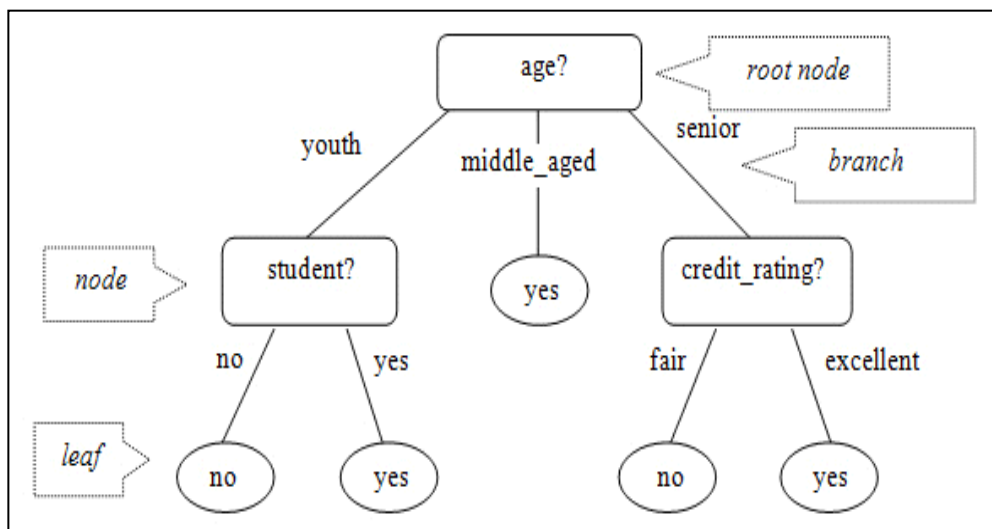 age?
root node
youth
middle_aged
senior
branch
node
student?
yes
credit_rating?
no
yes
fair
excellent
leaf
no
yes
no
yes